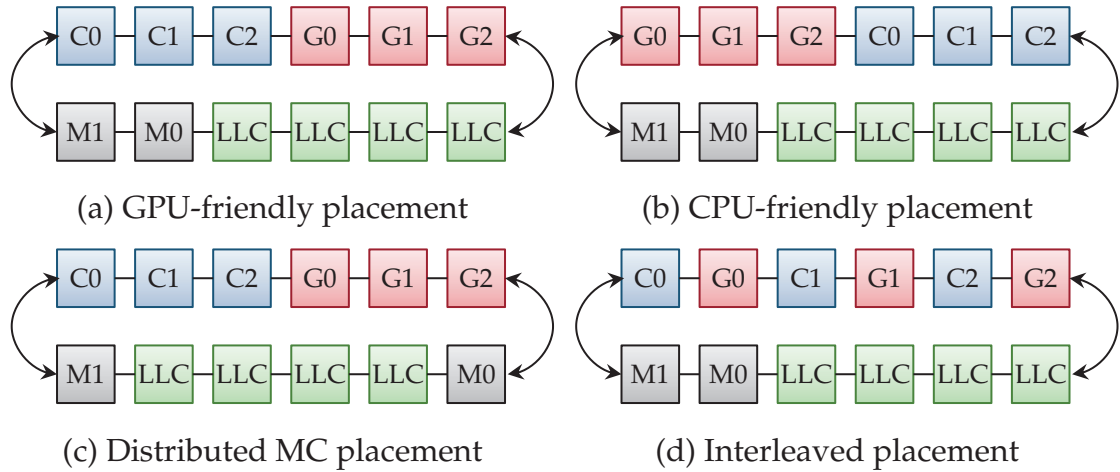 C0 C1 C2 G0 G1 G2
M1 M0 LLC LLC LLC LLC
(a) GPU-friendly placement
G0 G1 G2 C0 C1 C2
M1 M0 LLC LLC LLC LLC
(b) CPU-friendly placement
C0 C1 C2 G0 G1 G2
M1 LLC LLC LLC LLC M0
(c) Distributed MC placement
C0 G0 C1 G1 C2 G2
M1 M0 LLC LLC LLC LLC
(d) Interleaved placement